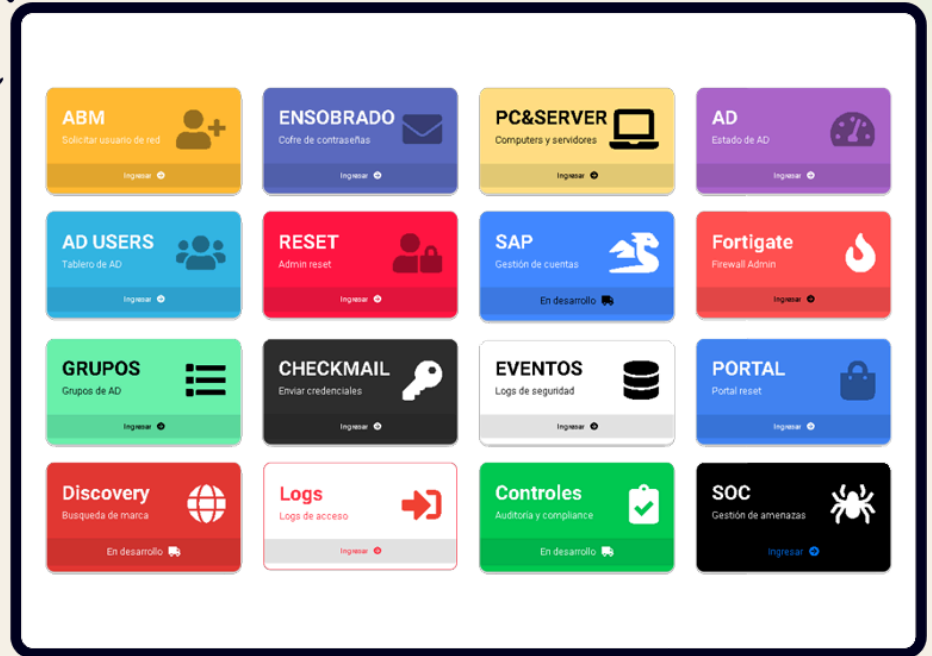 ABM
Solicitar usuario de red
Ingresar
ENSOBRADO
Cofre de contraseñas
Ingresar
PC&SERVER
Computers y servidores
Ingresar
AD
Estado de AD
Ingresar
AD USERS
Tablero de AD
Ingresar
RESET
Admin reset
Ingresar
SAP
Gestión de cuentas
En desarrollo
Fortigate
Firewall Admin
Ingresar
GRUPOS
Grupos de AD
Ingresar
CHECKMAIL
Enviar credenciales
Ingresar
EVENTOS
Logs de seguridad
Ingresar
PORTAL
Portal reset
Ingresar
Discovery
Busqueda de marca
En desarrollo
Logs
Logs de acceso
Ingresar
Controles
Auditoria y compliance
En desarrollo
SOC
Gestión de amenazas
Ingresar